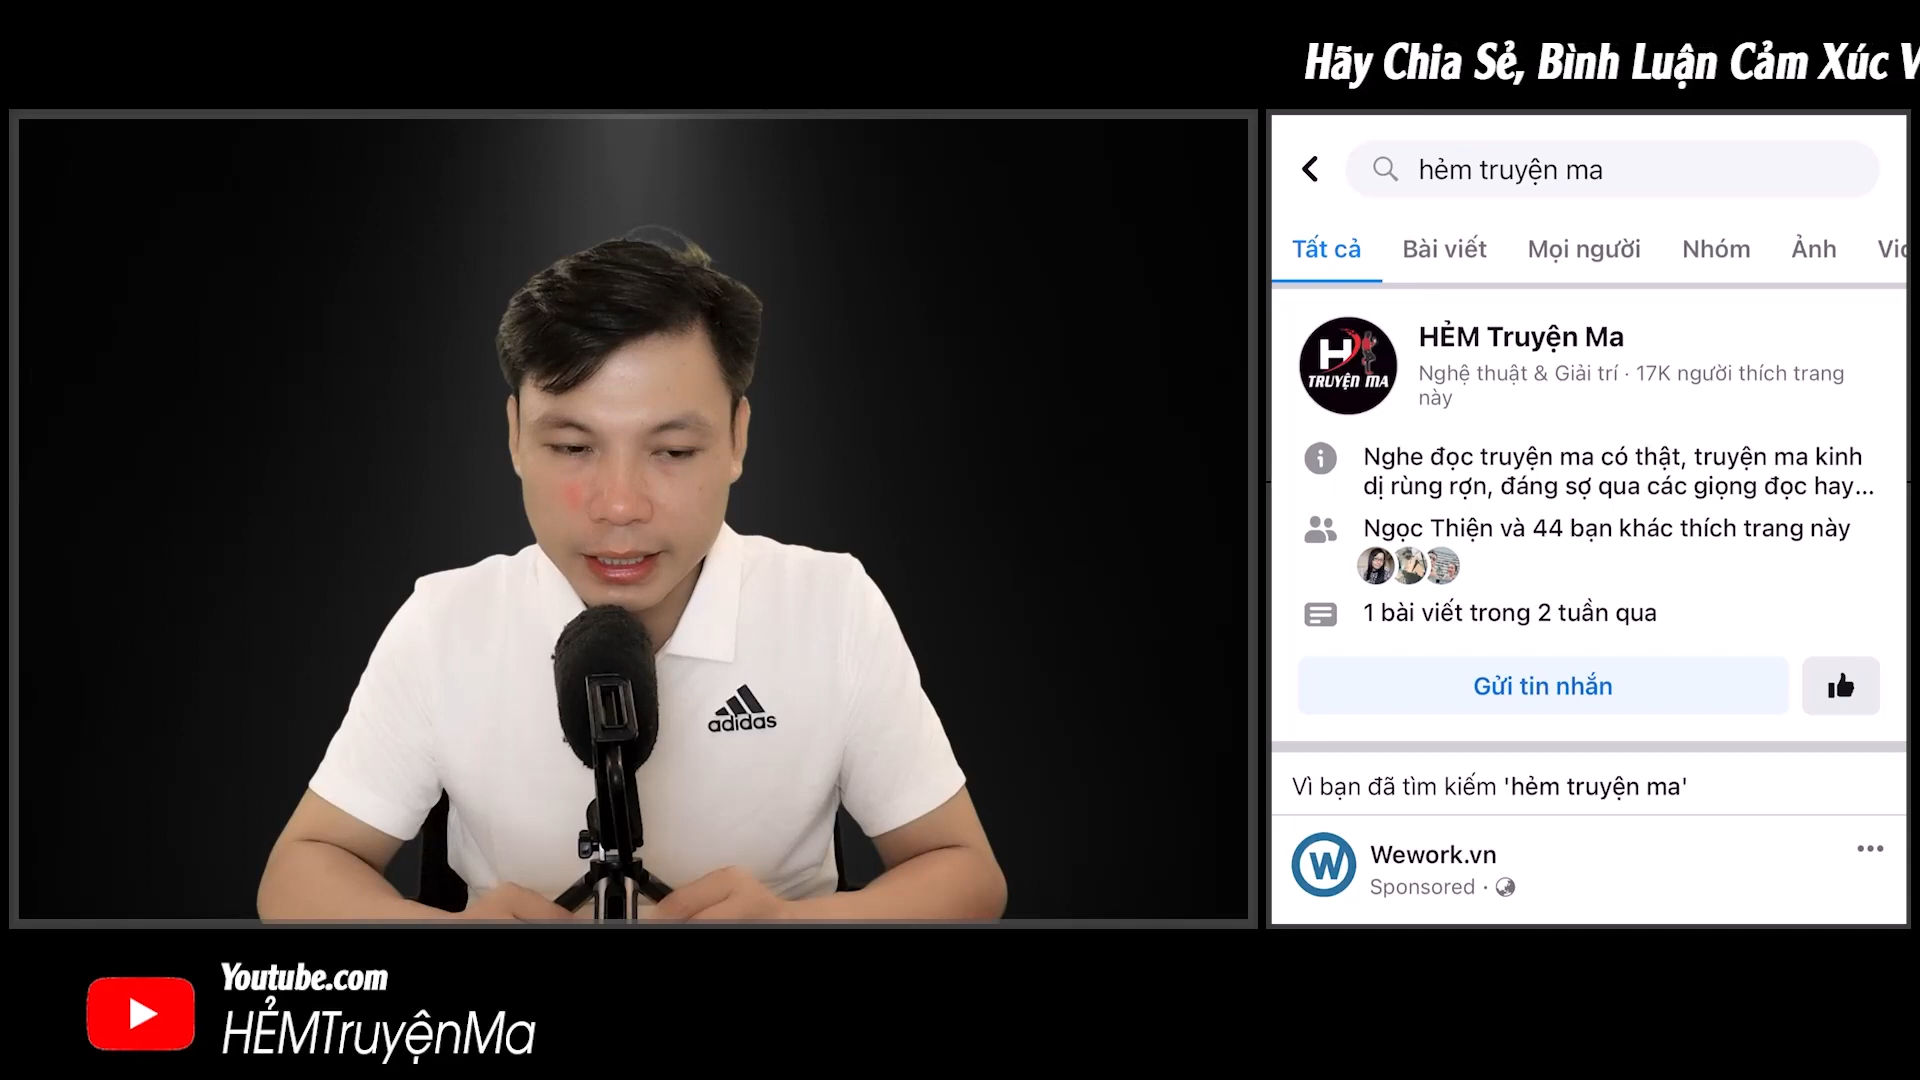 Hãy Chia Sẻ, Bình Luận Cảm Xúc V
hẻm truyện ma
Tất cả
Bài viết
Mọi người
Nhóm
Ảnh
Vid
HẺM Truyện Ma
Nghệ thuật & Giải trí · 17K người thích trang
này
H
TRUYỆN MA
Nghe đọc truyện ma có thật, truyện ma kinh
dị rùng rợn, đáng sợ qua các giọng đọc hay...
Ngọc Thiện và 44 bạn khác thích trang này
1 bài viết trong 2 tuần qua
Gửi tin nhắn
Vì bạn đã tìm kiếm 'hẻm truyện ma'
W
Wework.vn
Sponsored ·
adidas
Youtube.com
HẺMTruyệnMa